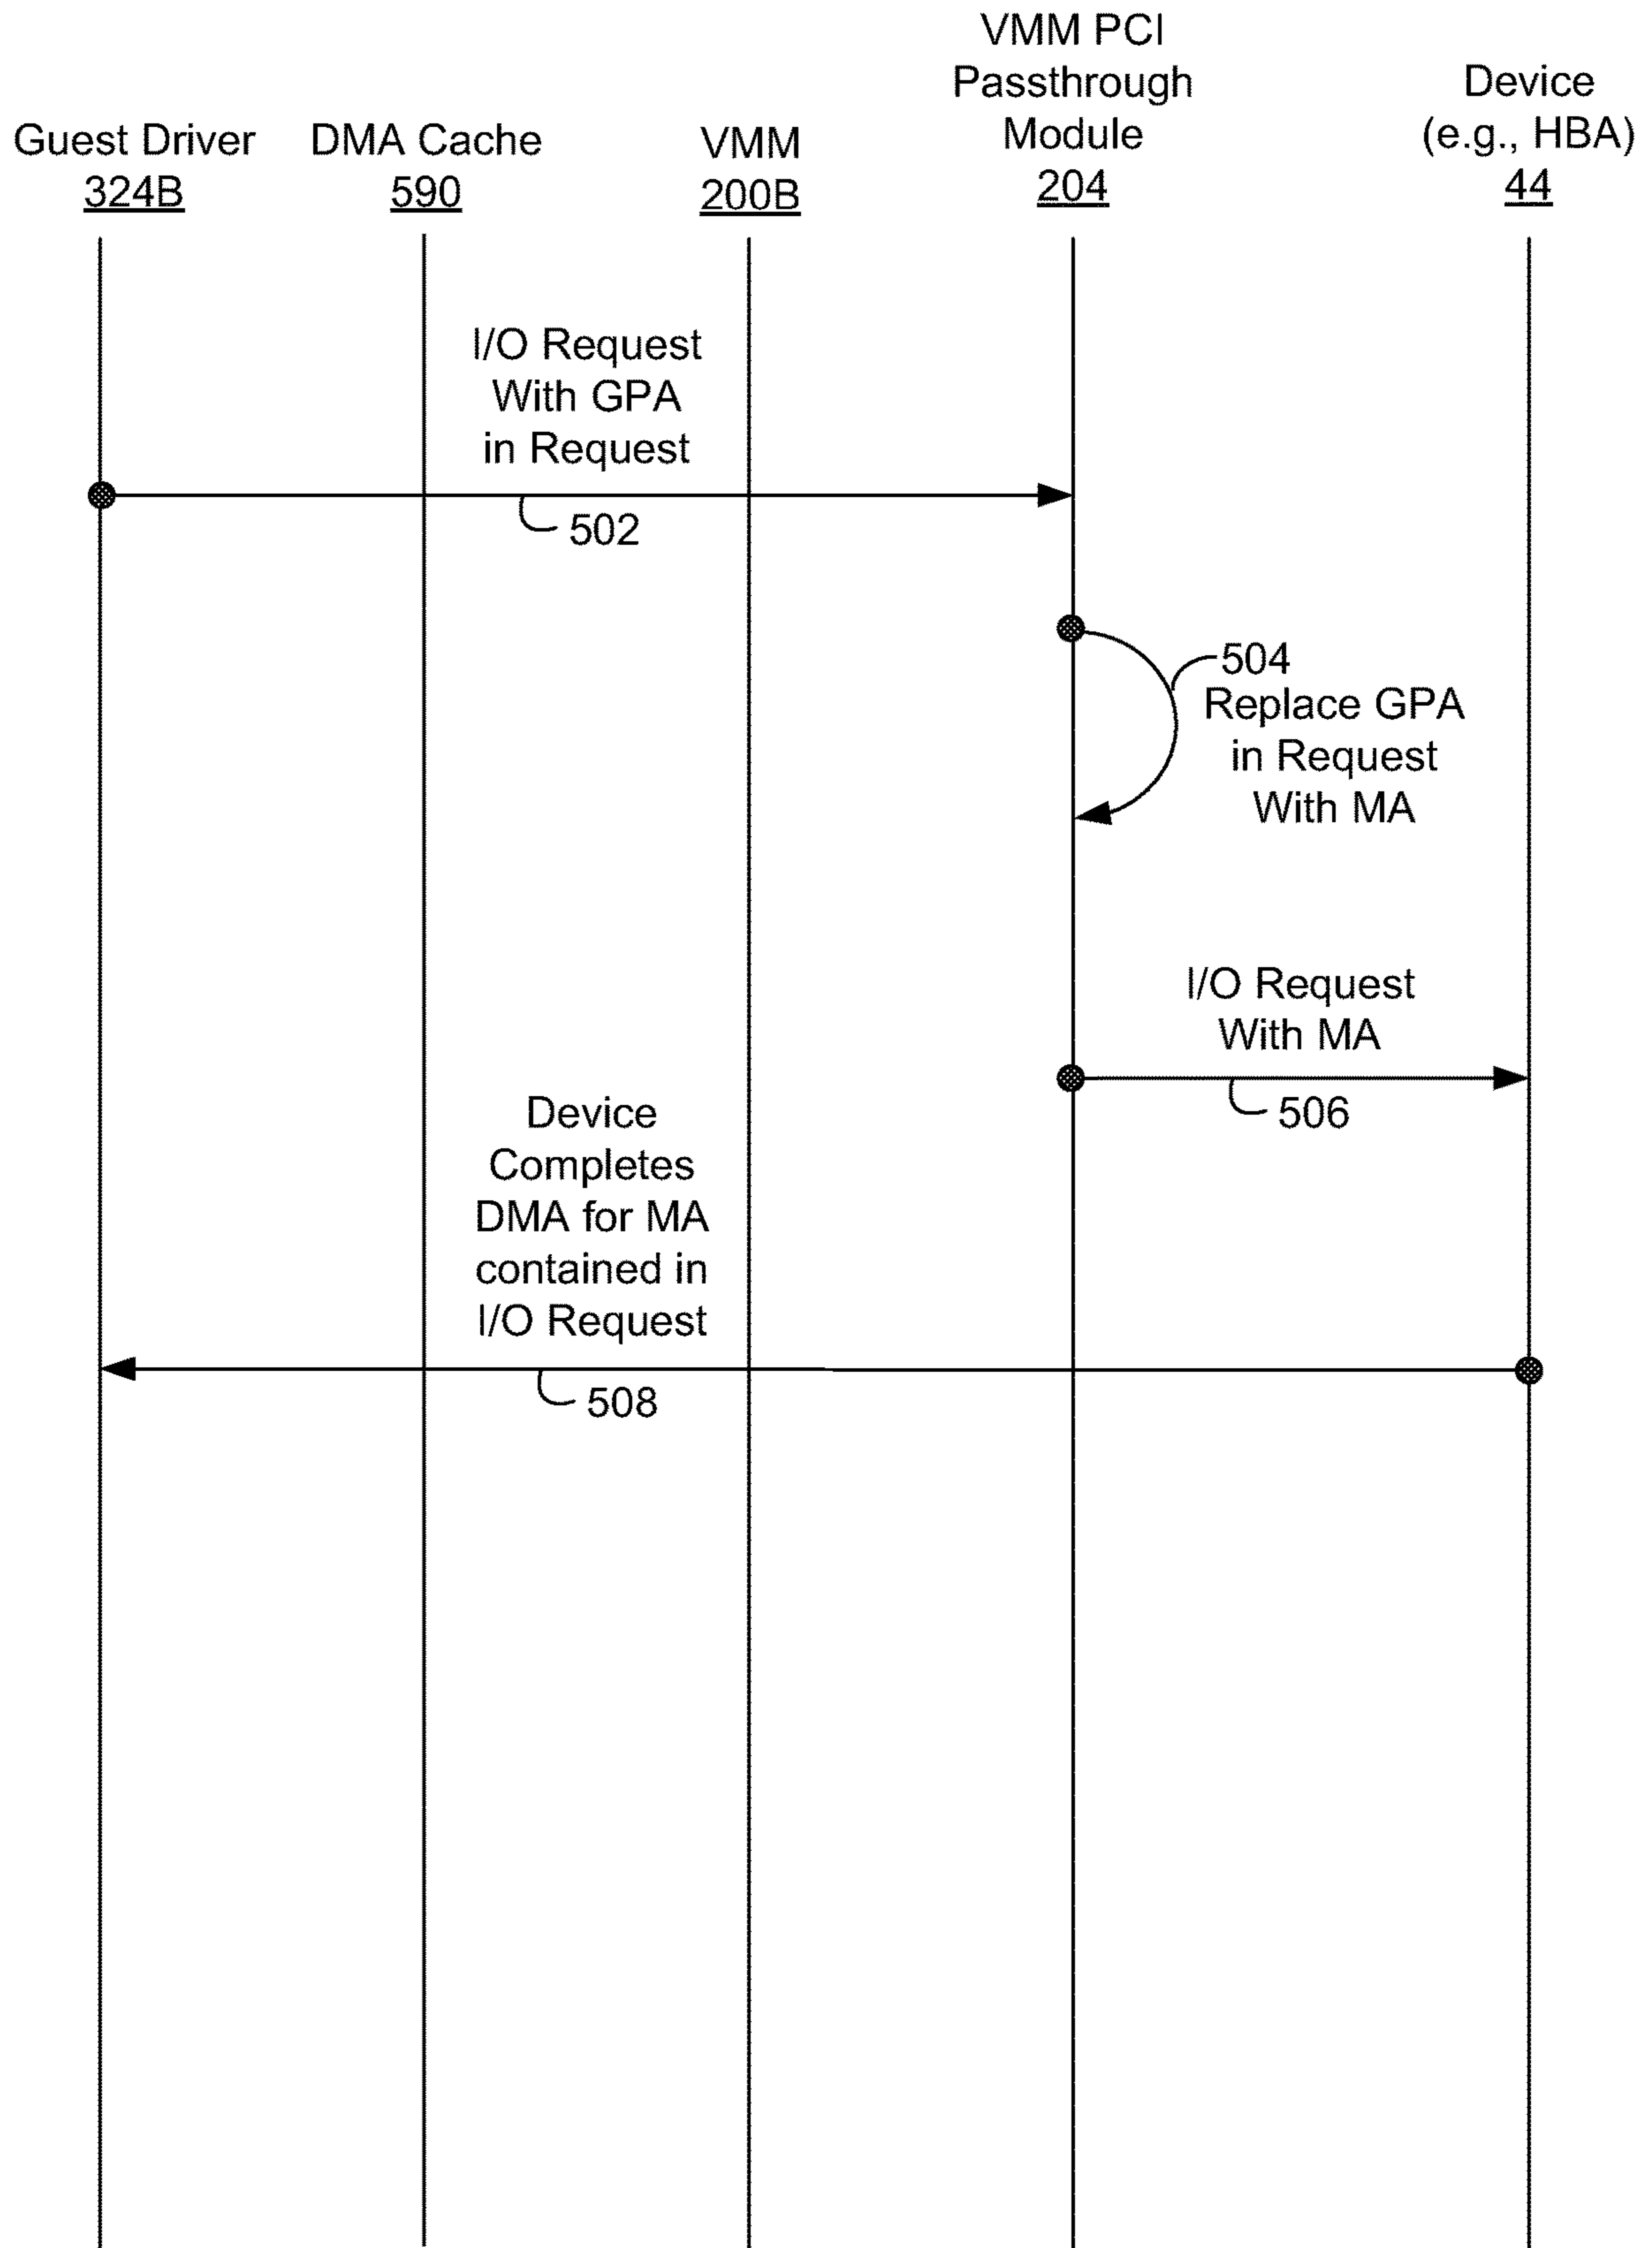 Guest Driver
324B
DMA Cache
590
VMM
200B
VMM PCI
Passthrough
Module
204
Device
(e.g., HBA)
44
I/O Request
With GPA
in Request
502
504
Replace GPA
in Request
With MA
I/O Request
With MA
506
Device
Completes
DMA for MA
contained in
I/O Request
508